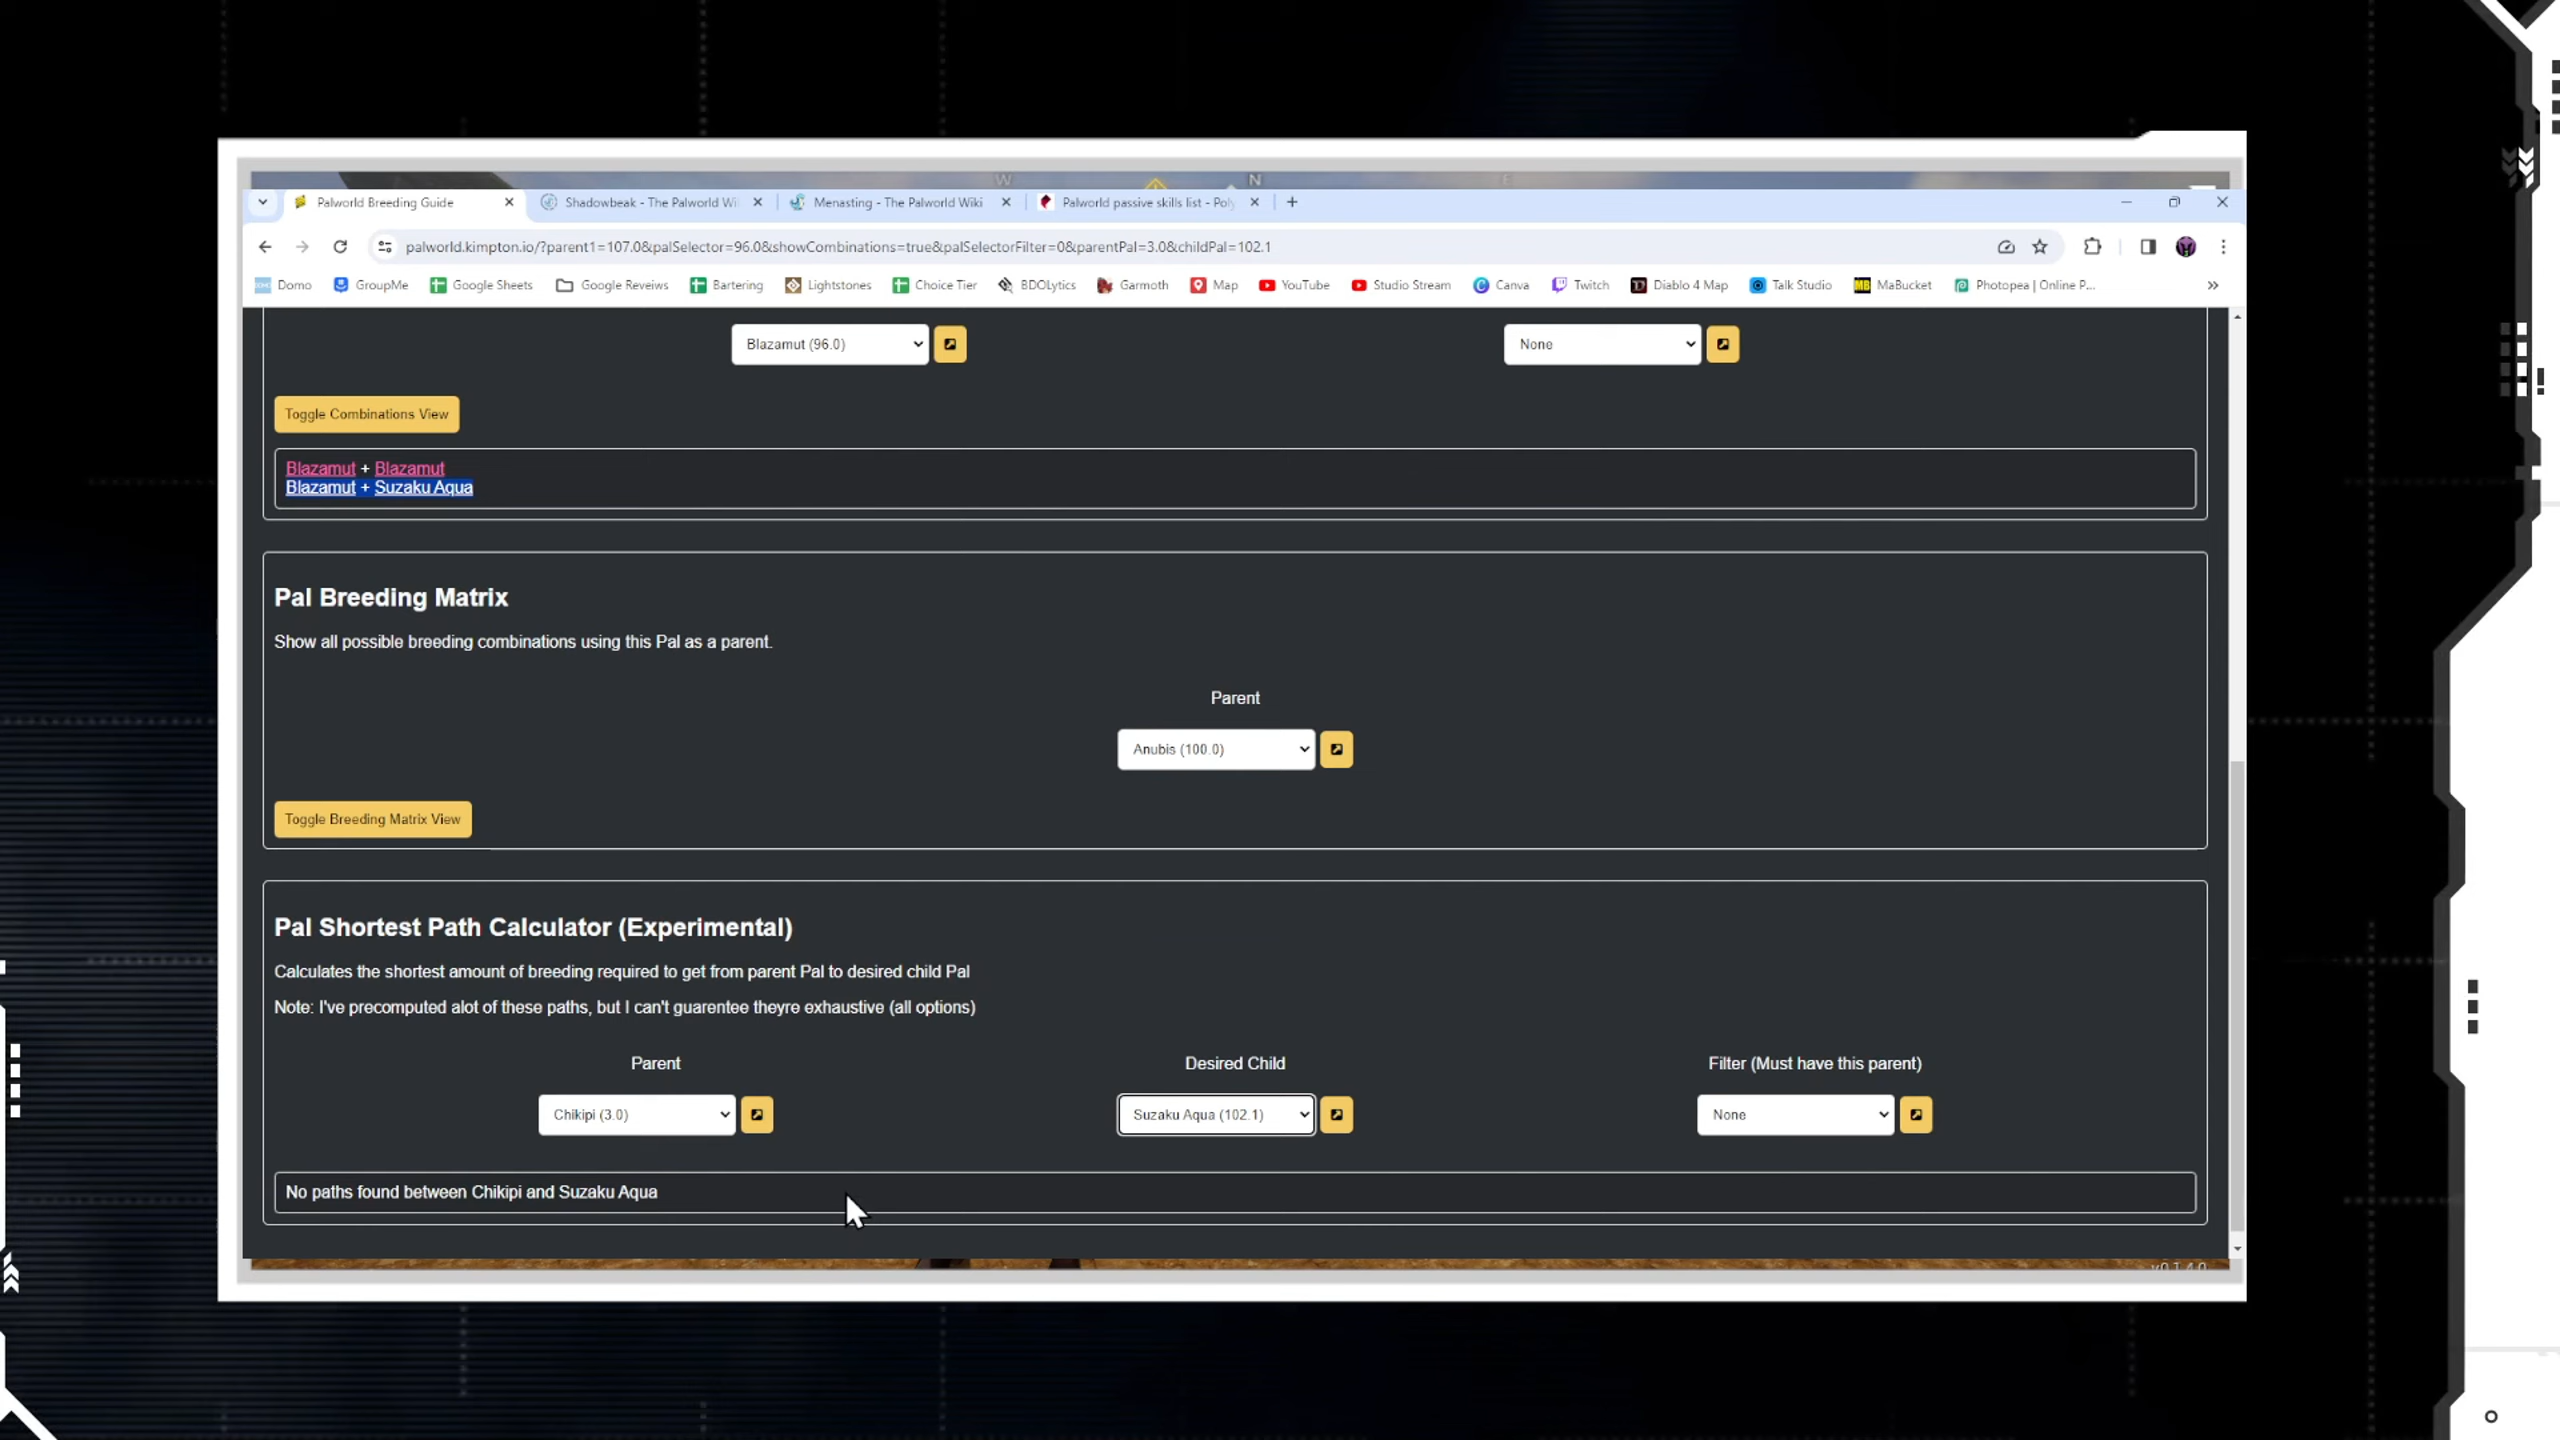 W
N
E
Palworld Breeding Guide
Shadowbeak - The Palworld Wi
Menasting - The Palworld Wiki
Palworld passive skills list - Pol
palworld.kimpton.io/?parent1=107.0&palSelector=96.0&showCombinations=true&palSelectorFilter=0&parentPal=3.0&childPal=102.1
Domo
GroupMe
Google Sheets
Google Reveiws
Bartering
Lightstones
Choice Tier
BDOLytics
Garmoth
Map
YouTube
Studio Stream
Canva
Twitch
Diablo 4 Map
Talk Studio
MaBucket
Photopea | Online P...
Blazamut (96.0)
None
Toggle Combinations View
Blazamut + Blazamut
Blazamut + Suzaku Aqua
Pal Breeding Matrix
Show all possible breeding combinations using this Pal as a parent.
Parent
Anubis (100.0)
Toggle Breeding Matrix View
Pal Shortest Path Calculator (Experimental)
Calculates the shortest amount of breeding required to get from parent Pal to desired child Pal
Note: I've precomputed alot of these paths, but I can't guarentee theyre exhaustive (all options)
Parent
Desired Child
Filter (Must have this parent)
Chikipi (3.0)
Suzaku Aqua (102.1)
None
No paths found between Chikipi and Suzaku Aqua